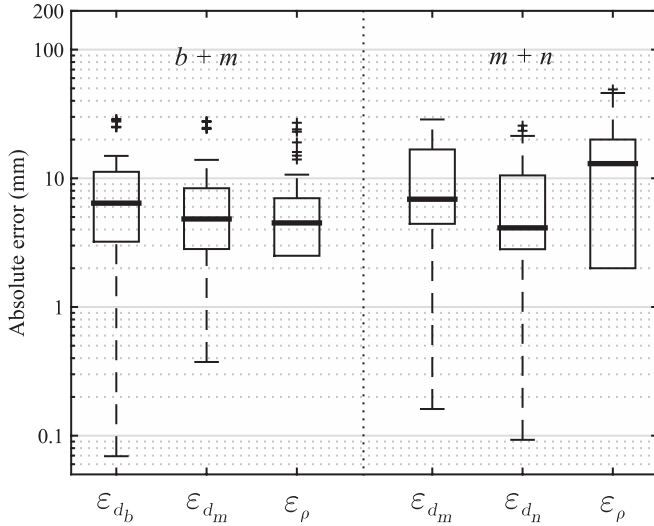 200
100
10
1
0.1
Absolute error (mm)
b + m
m + n
ε_{d_b} ε_{d_m} ε_ρ ε_{d_m} ε_{d_n} ε_ρ